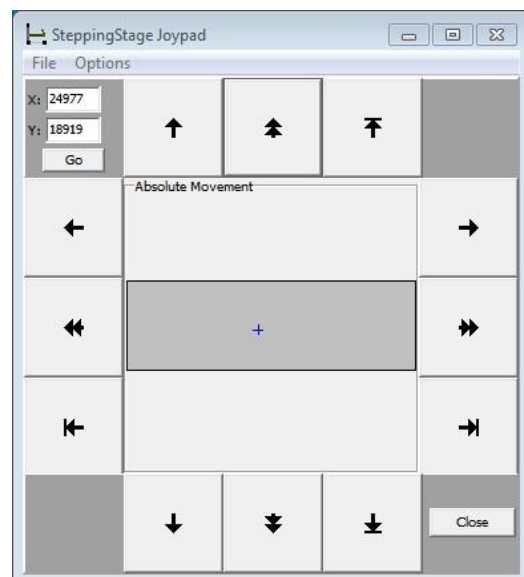 SteppingStage Joypad
File Options
X: 24977
Y: 18919
Go
Absolute Movement
Close